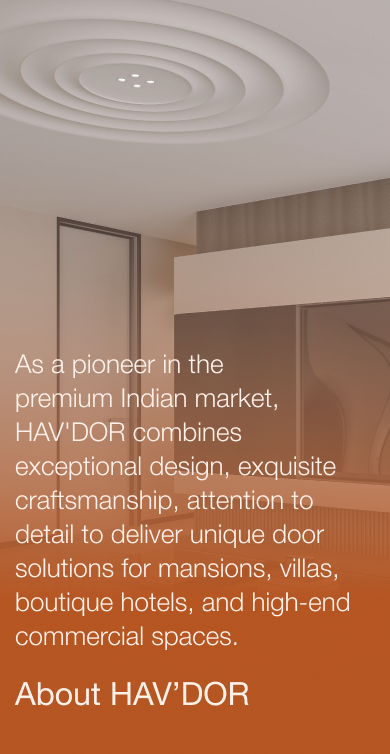 As a pioneer in the
premium Indian market,
HAV'DOR combines
exceptional design, exquisite
craftsmanship, attention to
detail to deliver unique door
solutions for mansions, villas,
boutique hotels, and high-end
commercial spaces.
About HAV’DOR